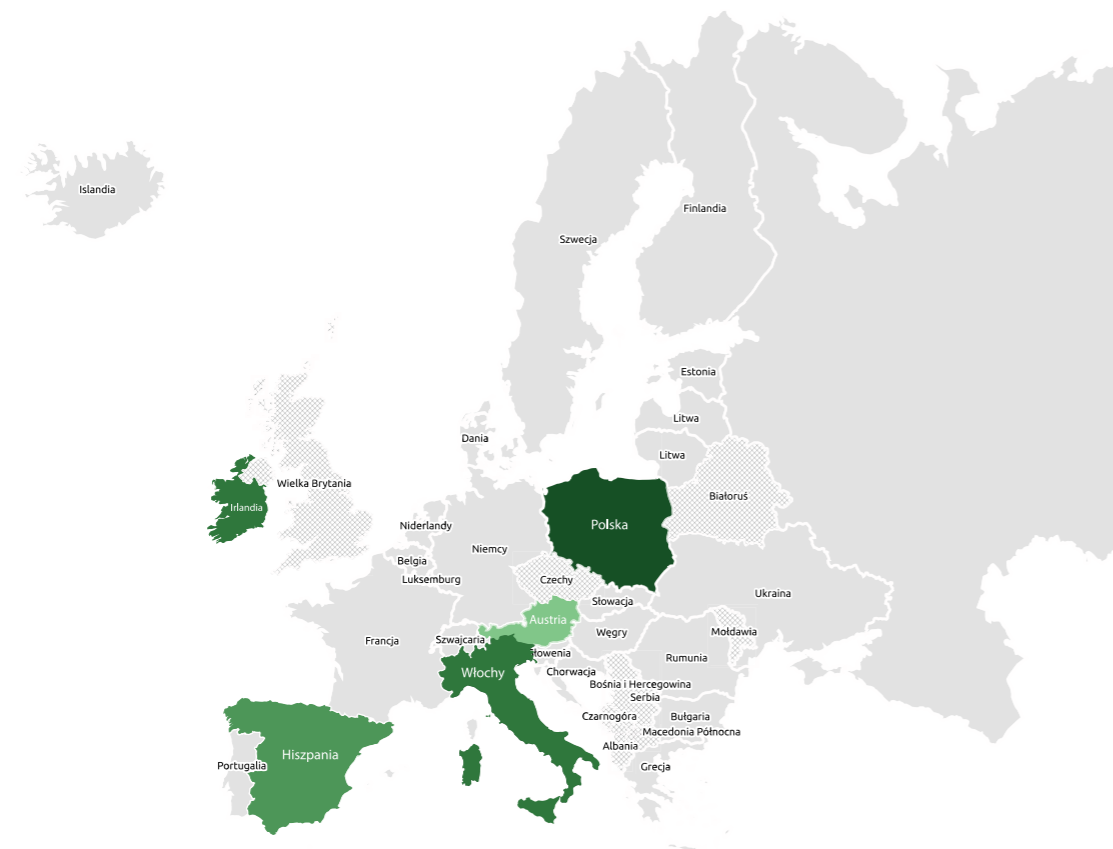 Islandia
Finlandia
Szwecja
Estonia
Litwa
Dania
Litwa
Wielka Brytania
Białoruś
Irlandia
Niderlandy
Polska
Niemcy
Belgia
Luksemburg
Czechy
Ukraina
Słowacja
Austria
Francja
Szwajcaria
Węgry
Mołdawia
Słowenia
Rumunia
Włochy
Chorwacja
Bośnia i Hercegowina
Serbia
Czarnogóra
Bułgaria
Macedonia Północna
Albania
Hiszpania
Portugalia
Grecja